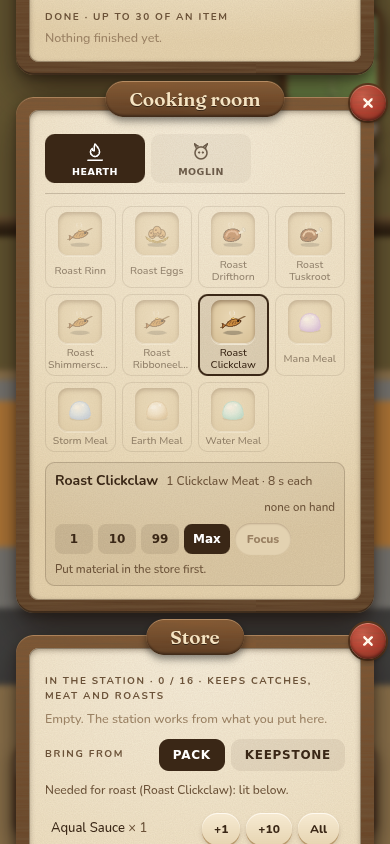 DONE · UP TO 30 OF AN ITEM
Nothing finished yet.
Cooking room
HEARTH
MOGLIN
Roast Rinn
Roast Eggs
Roast Drifthorn
Roast Tuskroot
Roast Shimmersc...
Roast Ribboneel...
Roast Clickclaw
Mana Meal
Storm Meal
Earth Meal
Water Meal
Roast Clickclaw 1 Clickclaw Meat · 8 s each
none on hand
1 10 99 Max Focus
Put material in the store first.
Store
IN THE STATION · 0 / 16 · KEEPS CATCHES,
MEAT AND ROASTS
Empty. The station works from what you put here.
BRING FROM PACK KEEPSTONE
Needed for roast (Roast Clickclaw): lit below.
Aqual Sauce × 1 +1 +10 All